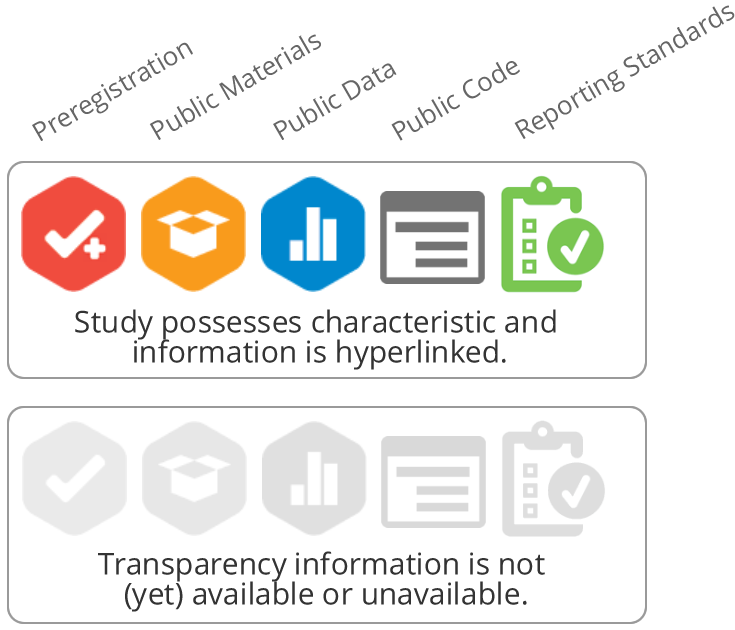 Preregistration
Public Materials
Public Data
Public Code
Reporting Standards
Study possesses characteristic and
information is hyperlinked.
Transparency information is not
(yet) available or unavailable.